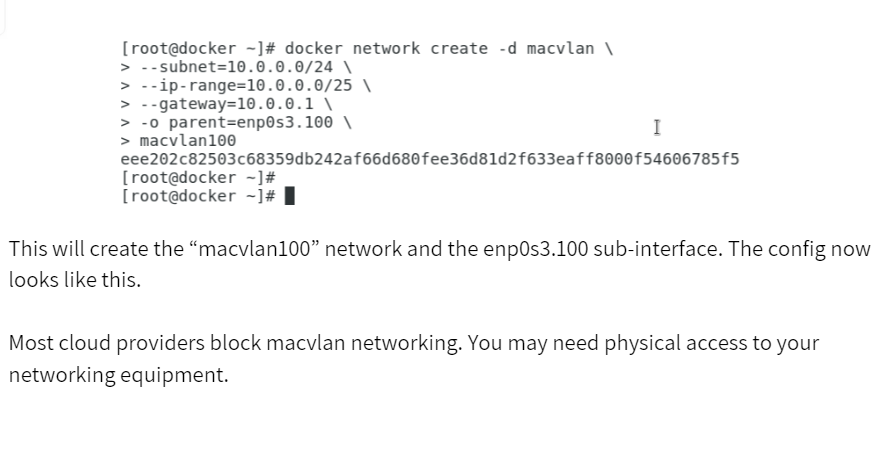 [root@docker ~]# docker network create -d macvlan \
> --subnet=10.0.0.0/24 \
> --ip-range=10.0.0.0/25 \
> --gateway=10.0.0.1 \
> -o parent=enp0s3.100 \
> macvlan100
eee202c82503c68359db242af66d680fee36d81d2f633eaff8000f54606785f5
[root@docker ~]#
[root@docker ~]#
This will create the “macvlan100” network and the enp0s3.100 sub-interface. The config now
looks like this.
Most cloud providers block macvlan networking. You may need physical access to your
networking equipment.